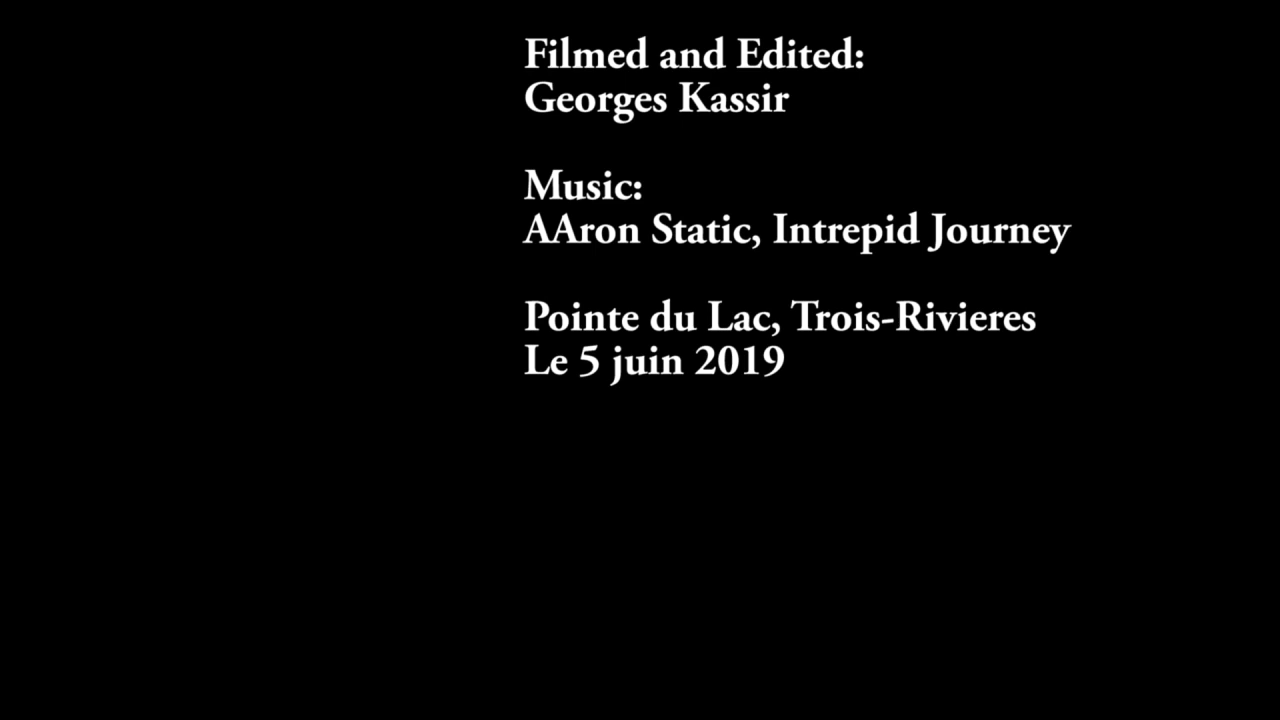 Filmed and Edited:
Georges Kassir
Music:
AAron Static, Intrepid Journey
Pointe du Lac, Trois-Rivieres
Le 5 juin 2019